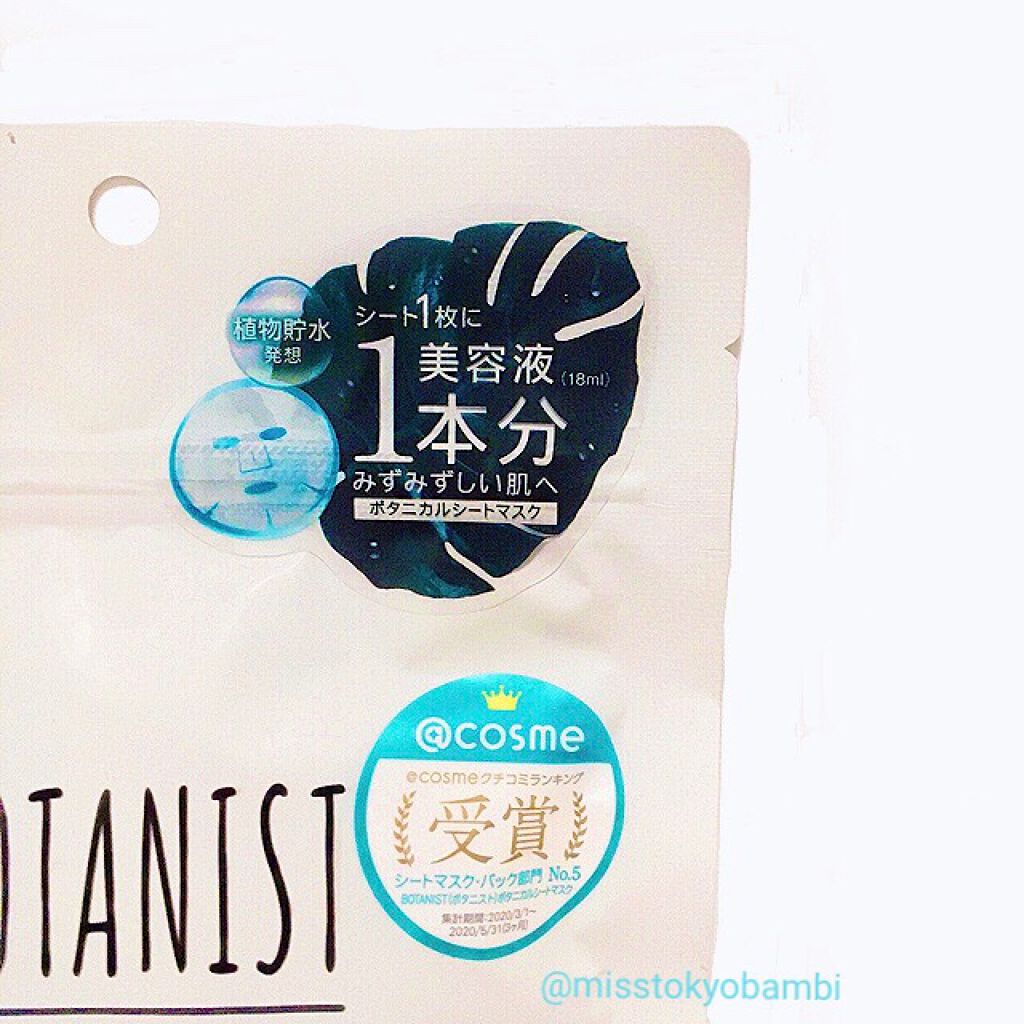 植物貯水
発想
シート1枚に
1美容液(18ml)
本分
みずみずしい肌へ
ボタニカルシートマスク
@cosme
@cosmeクチコミランキング
受賞
シートマスク・パック部門 No.5
BOTANIST(ボタニスト)ボタニカルシートマスク
集計期間:2020/3/1~
2020/5/31(3ヶ月)
OTANIST
@misstokyobambi